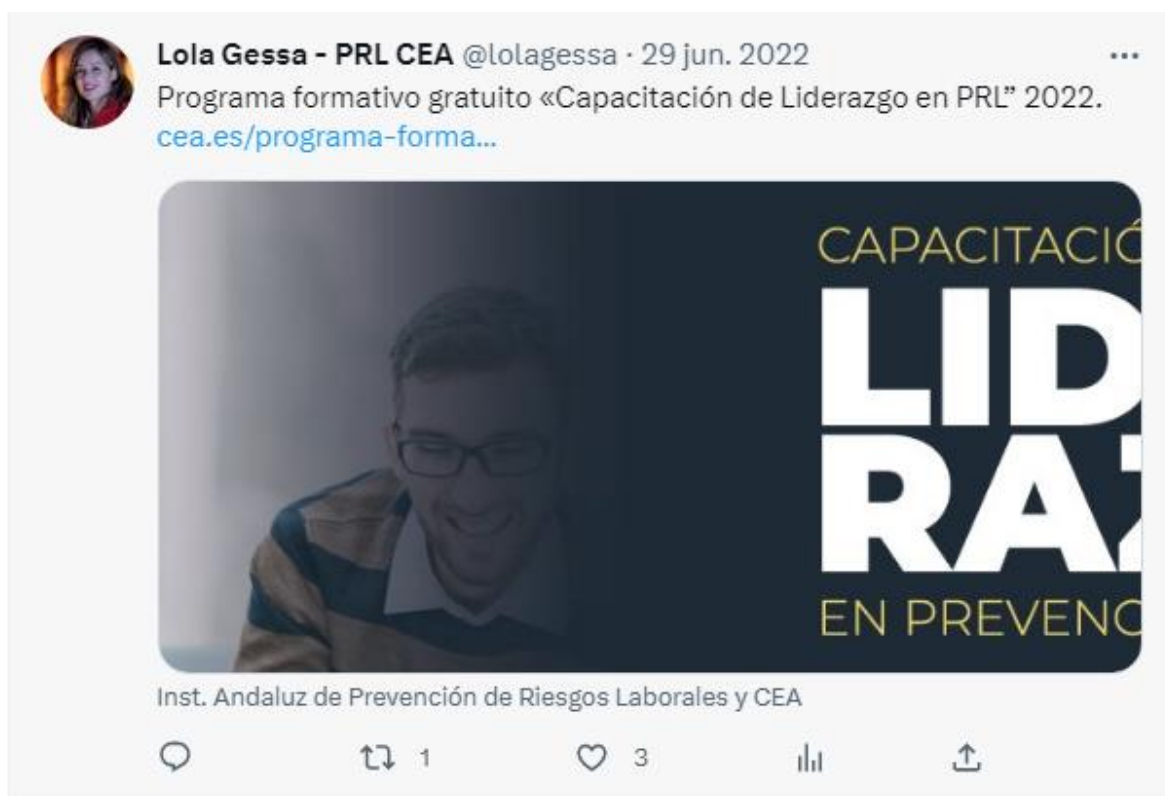 Lola Gessa - PRL CEA @lolagessa · 29 jun. 2022
Programa formativo gratuito «Capacitación de Liderazgo en PRL” 2022.
cea.es/programa-forma...
CAPACITACIÓ
LID
RAZ
EN PREVENC
Inst. Andaluz de Prevención de Riesgos Laborales y CEA
1 3